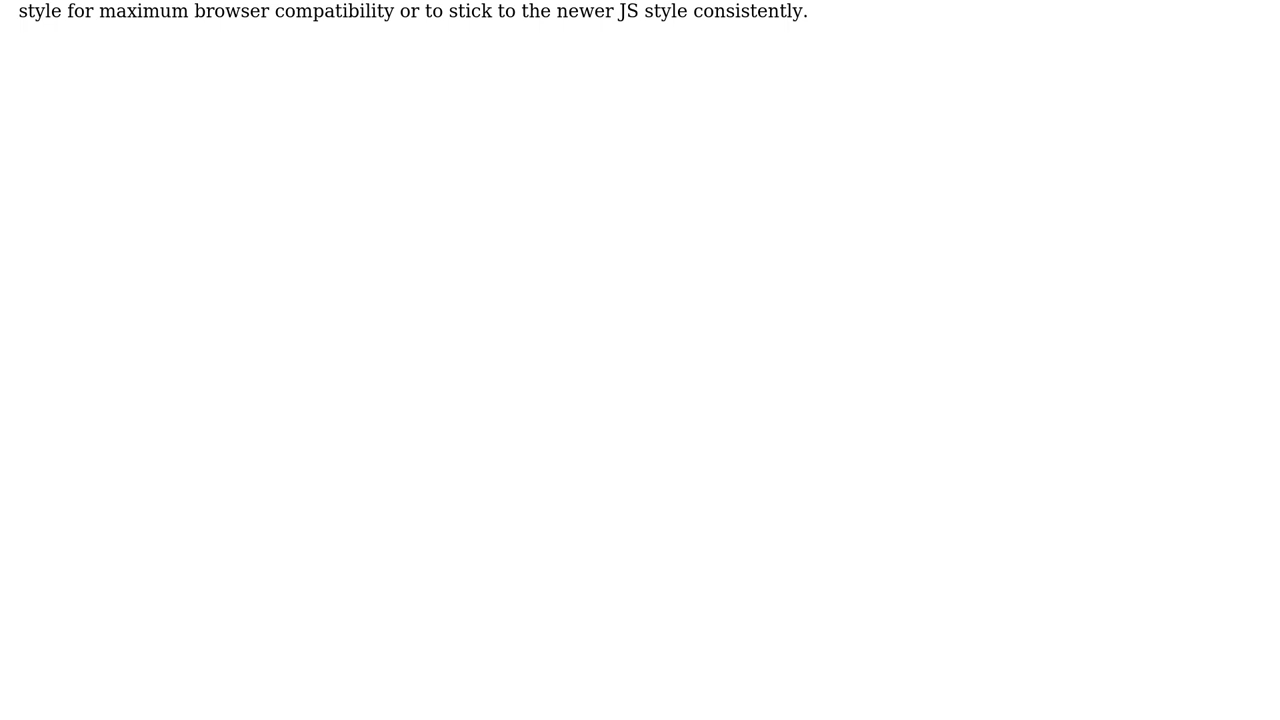 style for maximum browser compatibility or to stick to the newer JS style consistently.